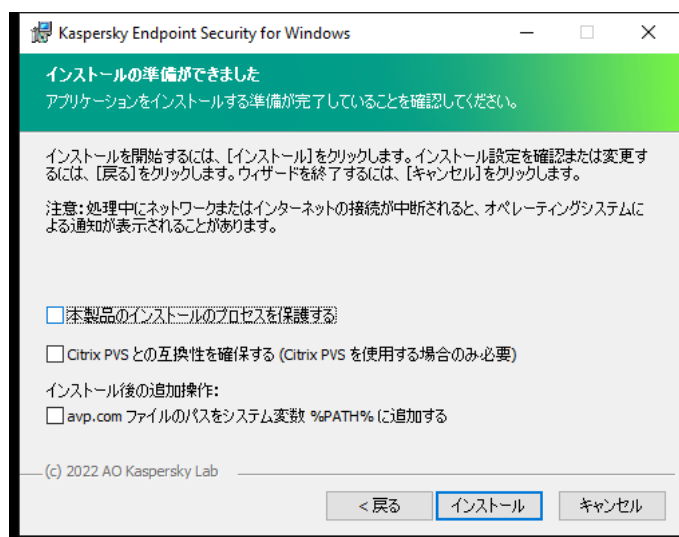 Kaspersky Endpoint Security for Windows
インストールの準備ができました
アプリケーションをインストールする準備が完了していることを確認してください。
インストールを開始するには、[インストール]をクリックします。インストール設定を確認または変更す
るには、[戻る]をクリックします。ウィザードを終了するには、[キャンセル]をクリックします。
注意:処理中にネットワークまたはインターネットの接続が中断されると、オペレーティングシステムに
よる通知が表示されることがあります。
本製品のインストールのプロセスを保護する
Citrix PVS との互換性を確保する (Citrix PVS を使用する場合のみ必要)
インストール後の追加操作:
avp.com ファイルのパスをシステム変数 %PATH% に追加する
(c) 2022 AO Kaspersky Lab
< 戻る インストール キャンセル